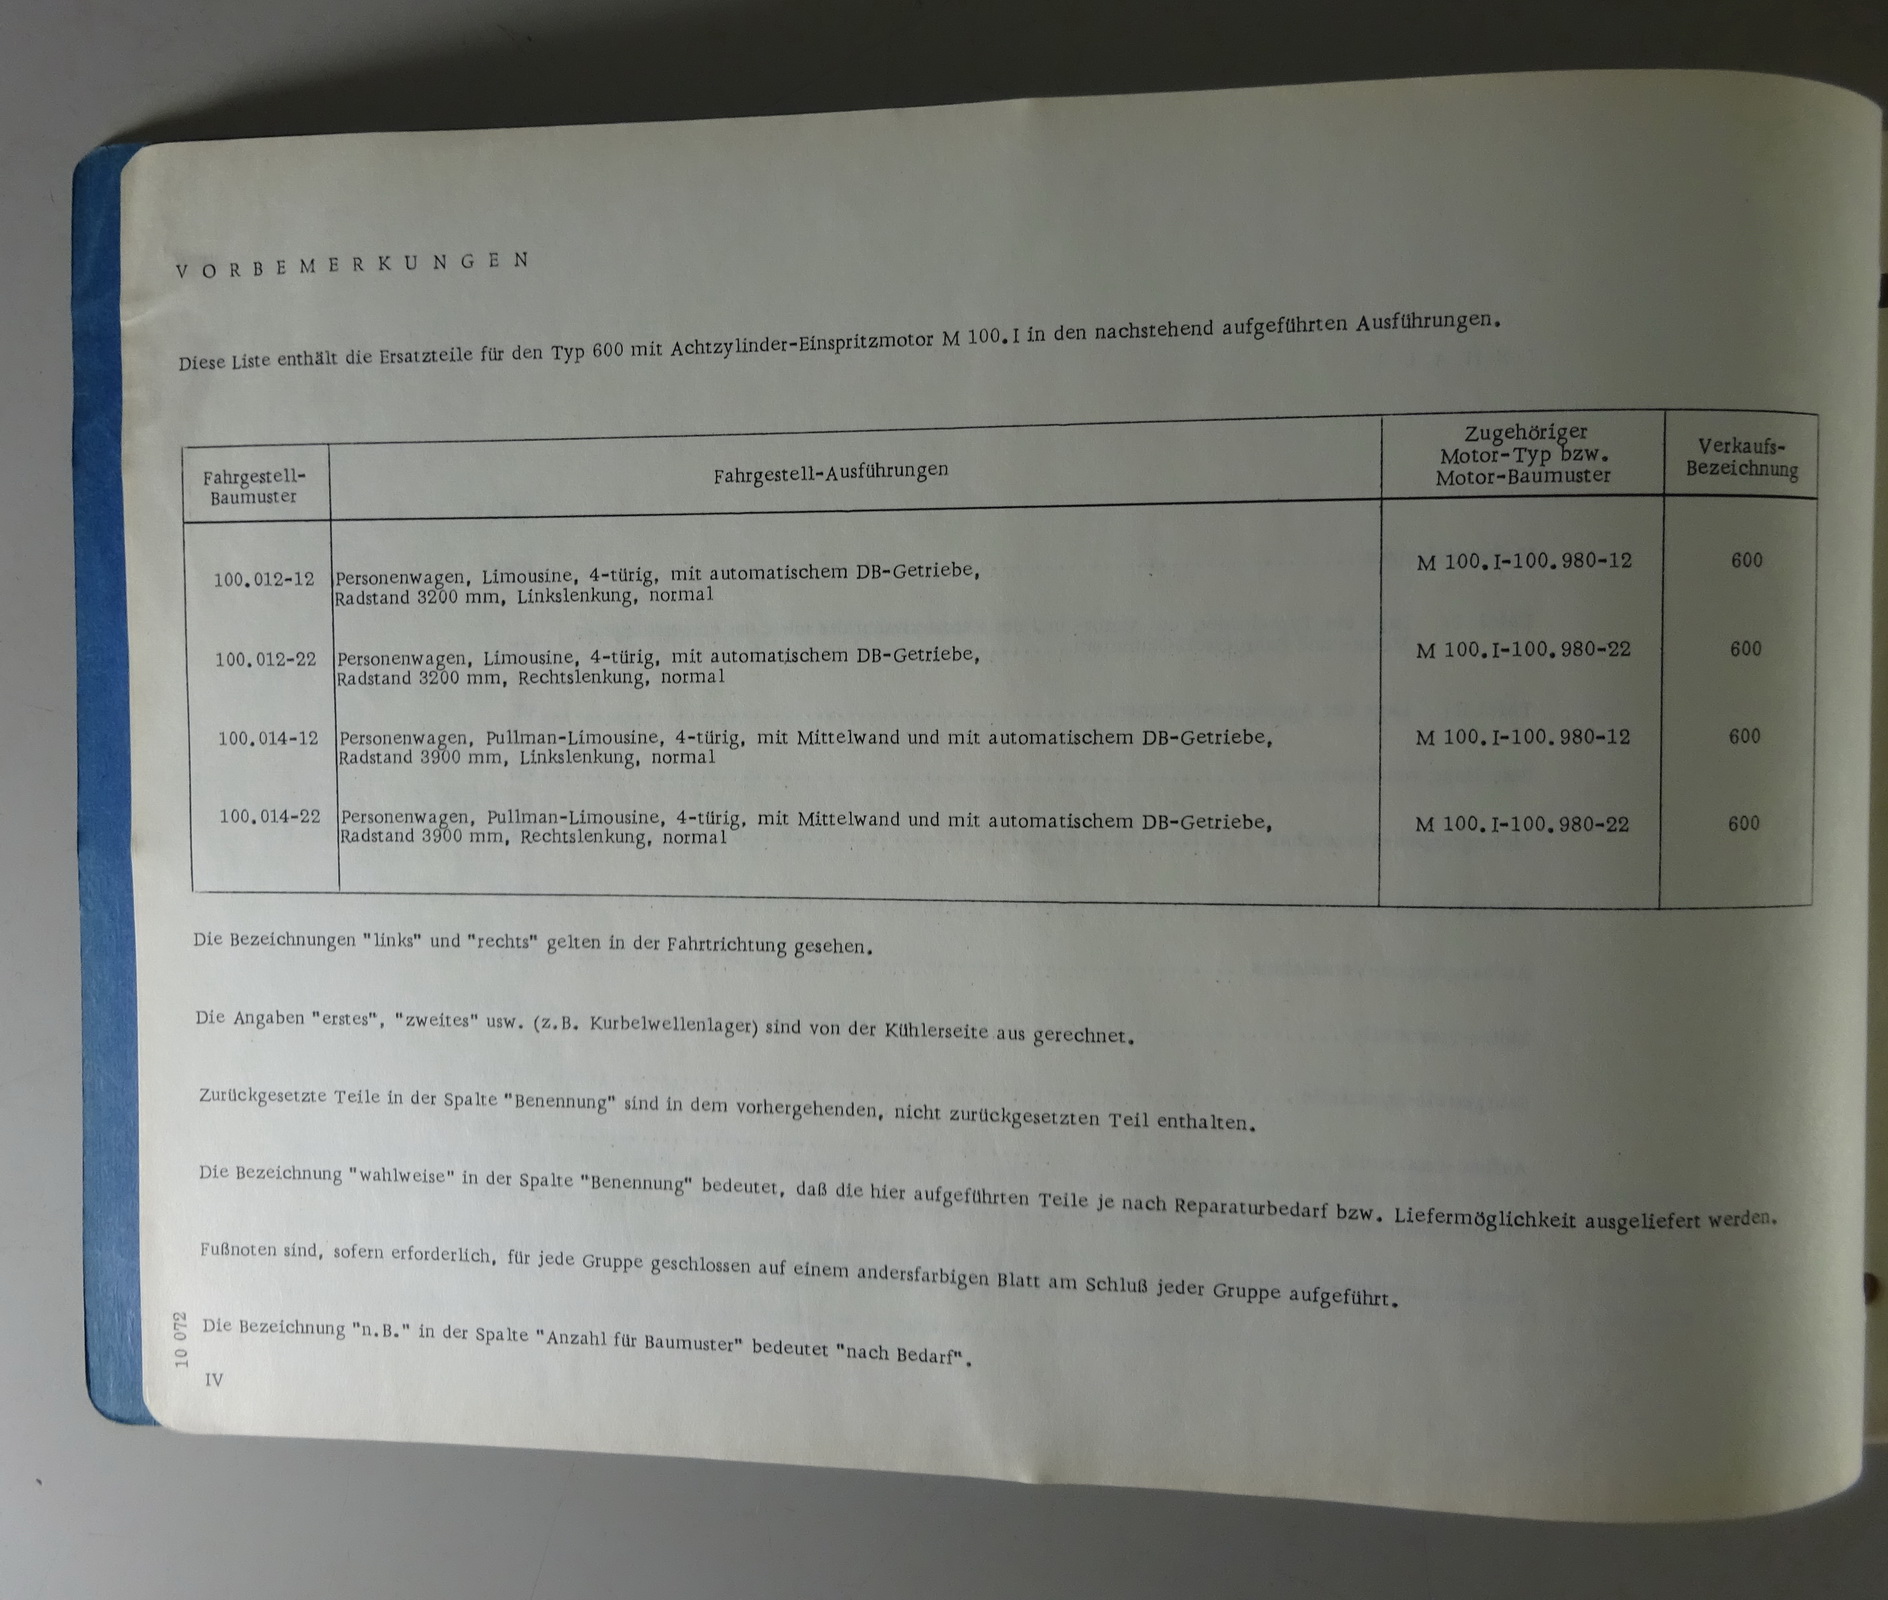 VORBEMERKUNGEN
Diese Liste enthält die Ersatzteile für den Typ 600 mit Achtzylinder-Einspritzmotor M 100.I in den nachstehend aufgeführten Ausführungen.
Fahrgestell-
Baumuster
Fahrgestell-Ausführungen
Zugehöriger
Motor-Typ bzw.
Motor-Baumuster
Verkaufs-
Bezeichnung
100.012-12 Personenwagen, Limousine, 4-türig, mit automatischem DB-Getriebe, M 100.I-100.980-12 600
Radstand 3200 mm, Linkslenkung, normal
100.012-22 Personenwagen, Limousine, 4-türig, mit automatischem DB-Getriebe, M 100.I-100.980-22 600
Radstand 3200 mm, Rechtslenkung, normal
100.014-12 Personenwagen, Pullman-Limousine, 4-türig, mit Mittelwand und mit automatischem DB-Getriebe, M 100.I-100.980-12 600
Radstand 3900 mm, Linkslenkung, normal
100.014-22 Personenwagen, Pullman-Limousine, 4-türig, mit Mittelwand und mit automatischem DB-Getriebe, M 100.I-100.980-22 600
Radstand 3900 mm, Rechtslenkung, normal
Die Bezeichnungen "links" und "rechts" gelten in der Fahrtrichtung gesehen.
Die Angaben "erstes", "zweites" usw. (z.B. Kurbelwellenlager) sind von der Kühlerseite aus gerechnet.
Zurückgesetzte Teile in der Spalte "Benennung" sind in dem vorhergehenden, nicht zurückgesetzten Teil enthalten.
Die Bezeichnung "wahlweise" in der Spalte "Benennung" bedeutet, daß die hier aufgeführten Teile je nach Reparaturbedarf bzw. Liefermöglichkeit ausgeliefert werden.
Fußnoten sind, sofern erforderlich, für jede Gruppe geschlossen auf einem andersfarbigen Blatt am Schluß jeder Gruppe aufgeführt.
Die Bezeichnung "n.B." in der Spalte "Anzahl für Baumuster" bedeutet "nach Bedarf".
10 072
IV